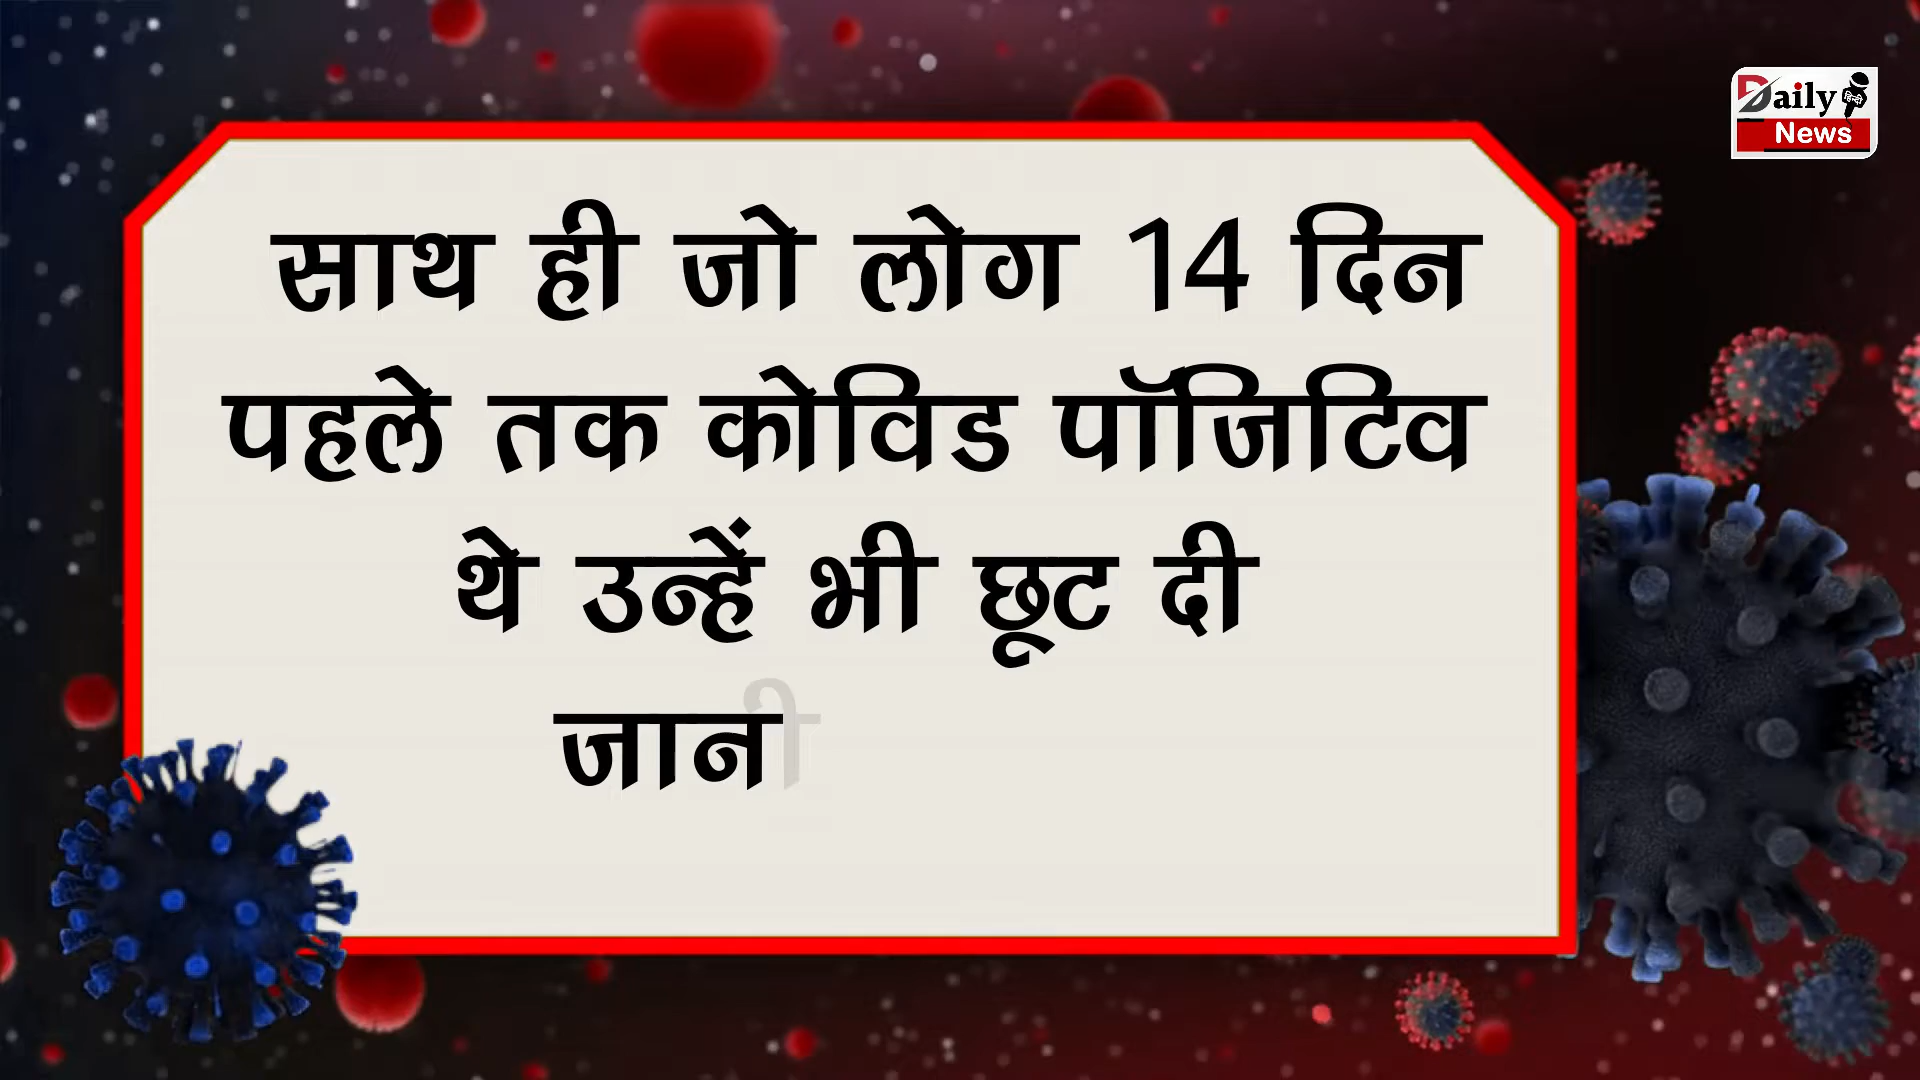 Daily हिन्दी
News
साथ ही जो लोग 14 दिन
पहले तक कोविड पॉजिटिव
थे उन्हें भी छूट दी
जानी